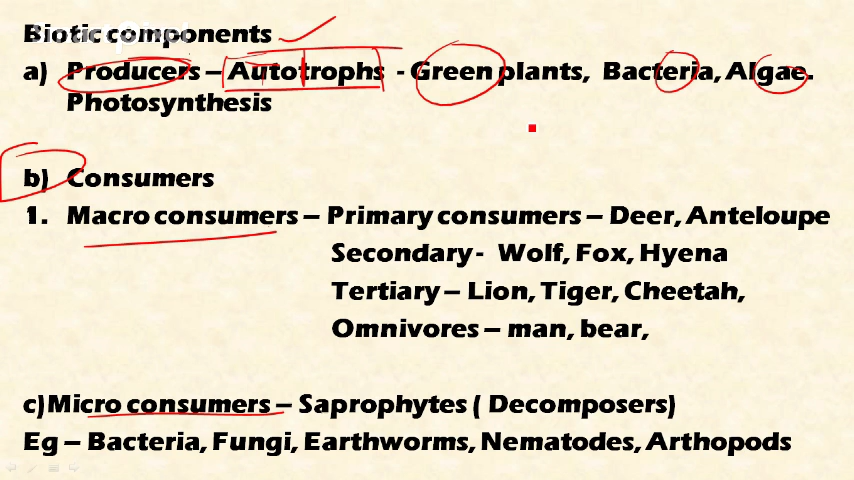 Biotic components
a) Producers – Autotrophs - Green plants, Bacteria, Algae.
Photosynthesis
b) Consumers
1. Macro consumers – Primary consumers – Deer, Anteloupe
Secondary - Wolf, Fox, Hyena
Tertiary – Lion, Tiger, Cheetah,
Omnivores – man, bear,
c)Micro consumers – Saprophytes ( Decomposers)
Eg – Bacteria, Fungi, Earthworms, Nematodes, Arthopods